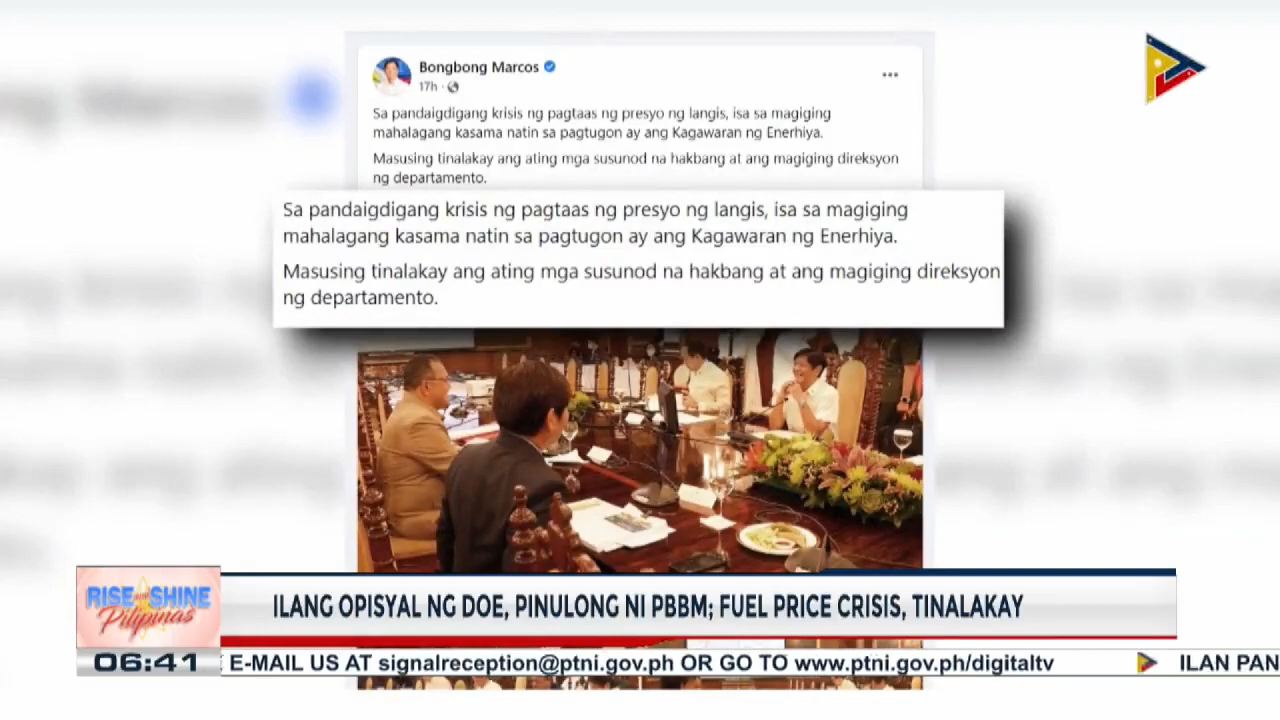 Bongbong Marcos
17h
Sa pandaigdigang krisis ng pagtaas ng presyo ng langis, isa sa magiging
mahalagang kasama natin sa pagtugon ay ang Kagawaran ng Enerhiya.
Masusing tinalakay ang ating mga susunod na hakbang at ang magiging direksyon
ng departamento.
Sa pandaigdigang krisis ng pagtaas ng presyo ng langis, isa sa magiging
mahalagang kasama natin sa pagtugon ay ang Kagawaran ng Enerhiya.
Masusing tinalakay ang ating mga susunod na hakbang at ang magiging direksyon
ng departamento.
RISE AND SHINE
Pilipinas
ILANG OPISYAL NG DOE, PINULONG NI PBBM; FUEL PRICE CRISIS, TINALAKAY
06:41
E-MAIL US AT signalreception@ptni.gov.ph OR GO TO www.ptni.gov.ph/digitaltv ILAN PAN